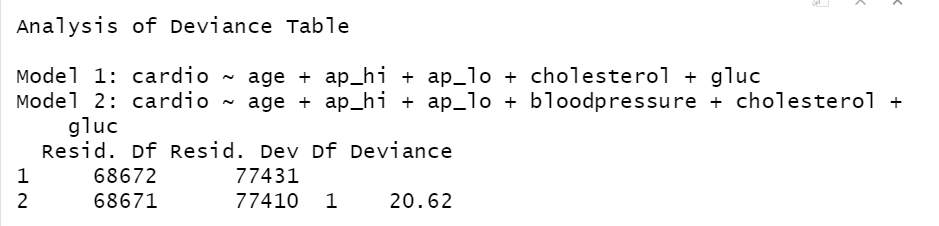 Analysis of Deviance Table

Model 1: cardio ~ age + ap_hi + ap_lo + cholesterol + gluc
Model 2: cardio ~ age + ap_hi + ap_lo + bloodpressure + cholesterol +
    gluc
  Resid. Df Resid. Dev Df Deviance
1     68672      77431
2     68671      77410  1    20.62